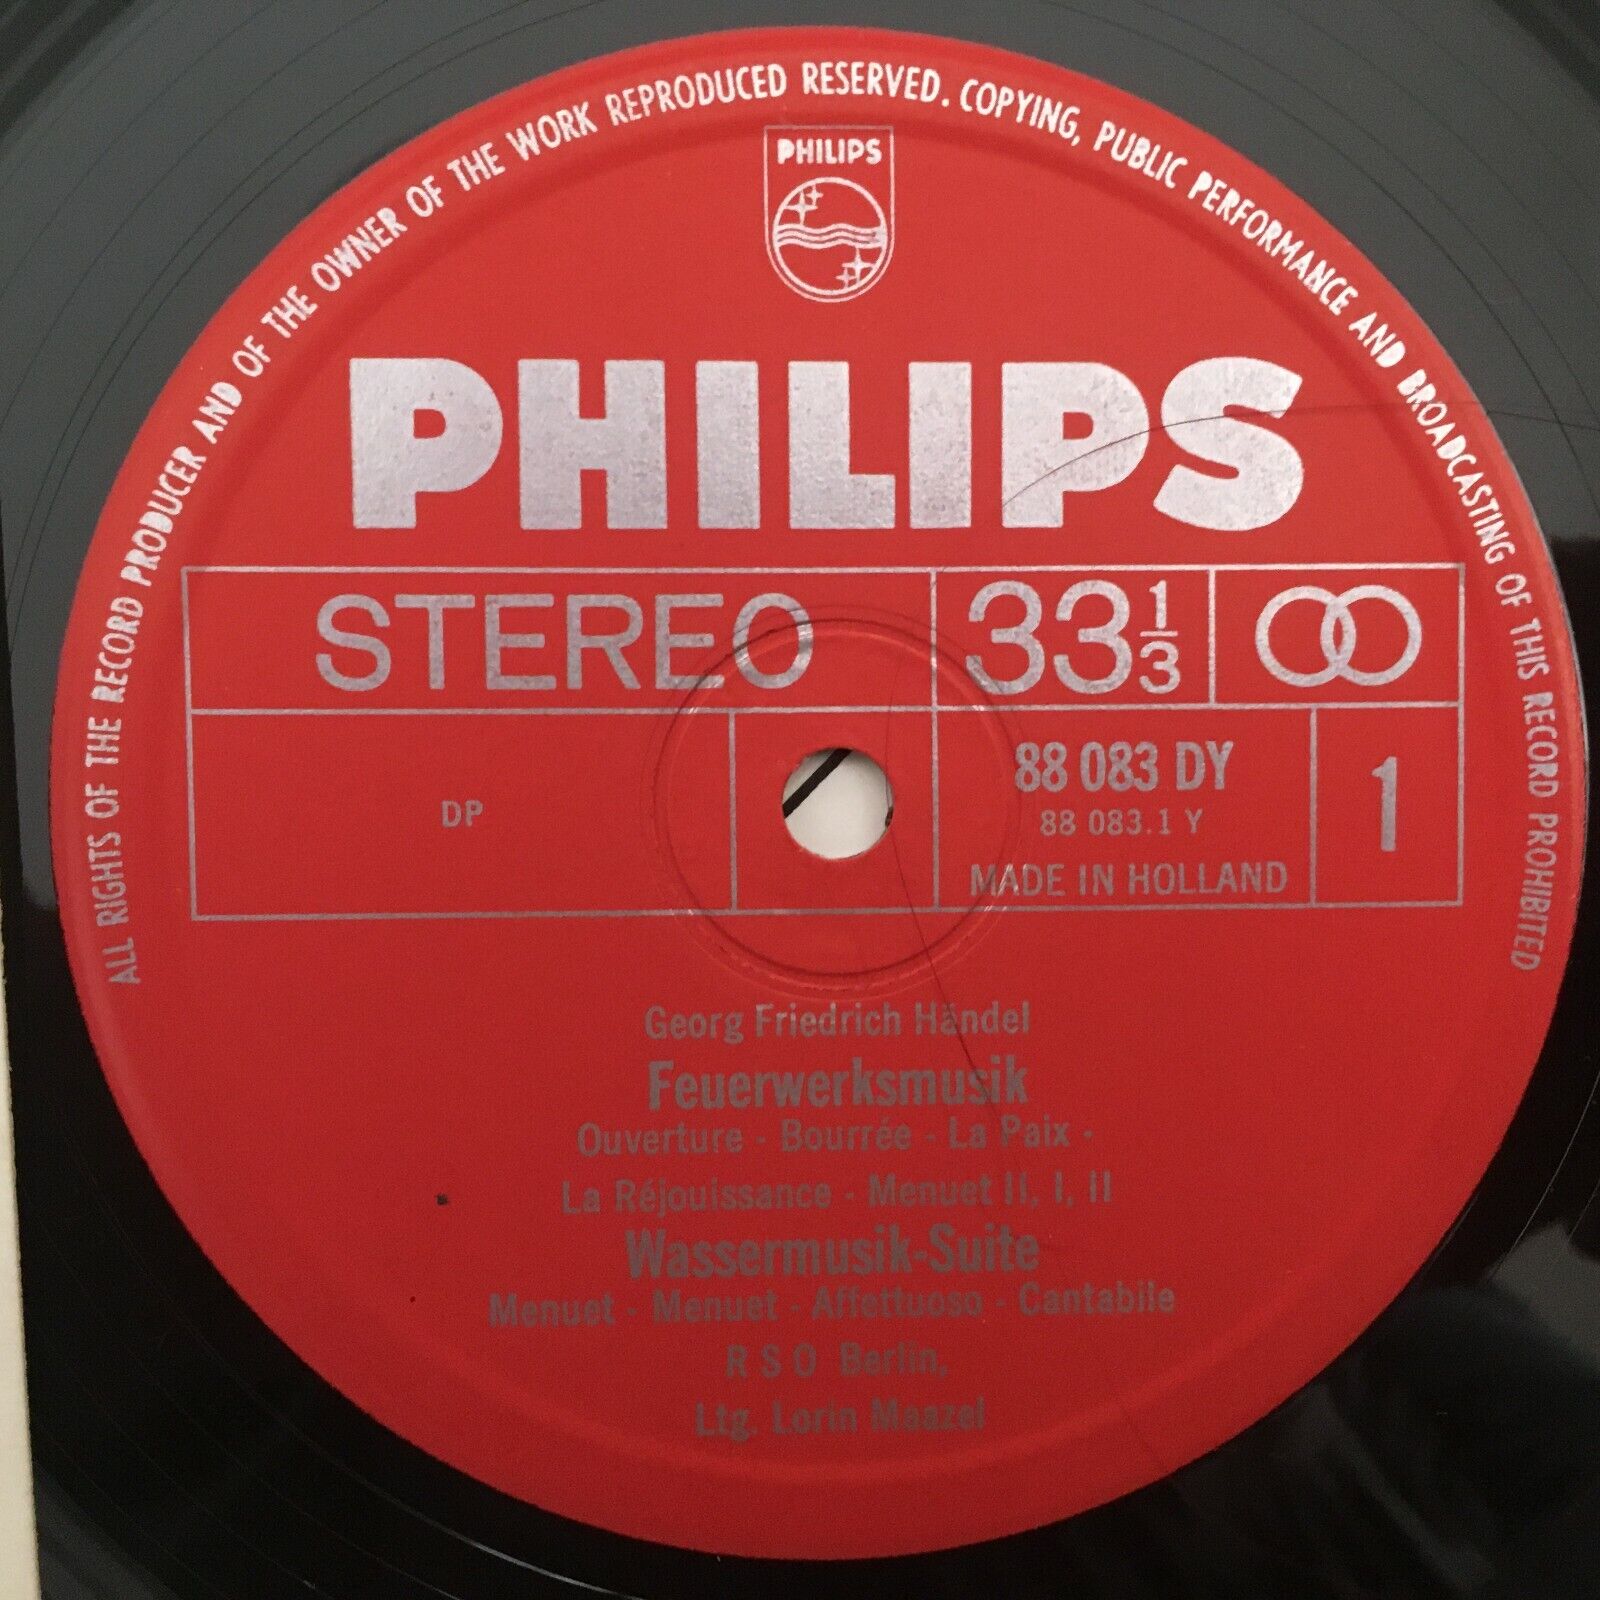 ALL RIGHTS OF THE RECORD PRODUCER AND OF THE OWNER OF THE WORK REPRODUCED RESERVED. COPYING, PUBLIC PERFORMANCE AND BROADCASTING OF THIS RECORD PROHIBITED
PHILIPS
PHILIPS
STEREO 33 1/3
DP
88 083 DY
88 083.1 Y
MADE IN HOLLAND
1
Georg Friedrich Händel
Feuerwerksmusik
Ouverture - Bourrée - La Paix -
La Réjouissance - Menuet II, I, II
Wassermusik-Suite
Menuet - Menuet - Affettuoso - Cantabile
R S O Berlin,
Ltg. Lorin Maazel